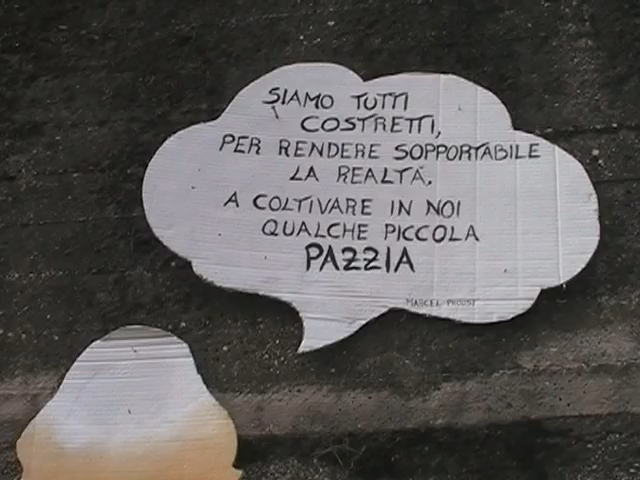 SIAMO TUTTI
COSTRETTI,
PER RENDERE SOPPORTABILE
LA REALTÀ,
A COLTIVARE IN NOI
QUALCHE PICCOLA
PAZZIA
MARCEL PROUST